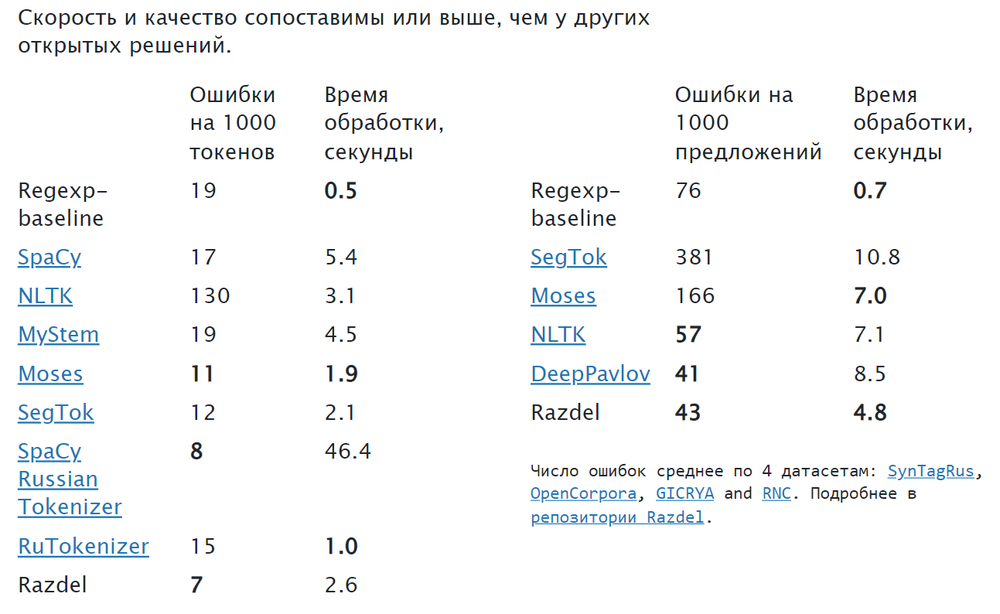 Скорость и качество сопоставимы или выше, чем у других
открытых решений.
Ошибки
на 1000
токенов
Время
обработки,
секунды
Regexp-
baseline
19
0.5
SpaCy
17
5.4
NLTK
130
3.1
MyStem
19
4.5
Moses
11
1.9
SegTok
12
2.1
SpaCy
Russian
Tokenizer
8
46.4
RuTokenizer
15
1.0
Razdel
7
2.6
Ошибки на
1000
предложений
Время
обработки,
секунды
Regexp-
baseline
76
0.7
SegTok
381
10.8
Moses
166
7.0
NLTK
57
7.1
DeepPavlov
41
8.5
Razdel
43
4.8
Число ошибок среднее по 4 датасетам: SynTagRus,
OpenCorpora, GICRYA and RNC. Подробнее в
репозитории Razdel.